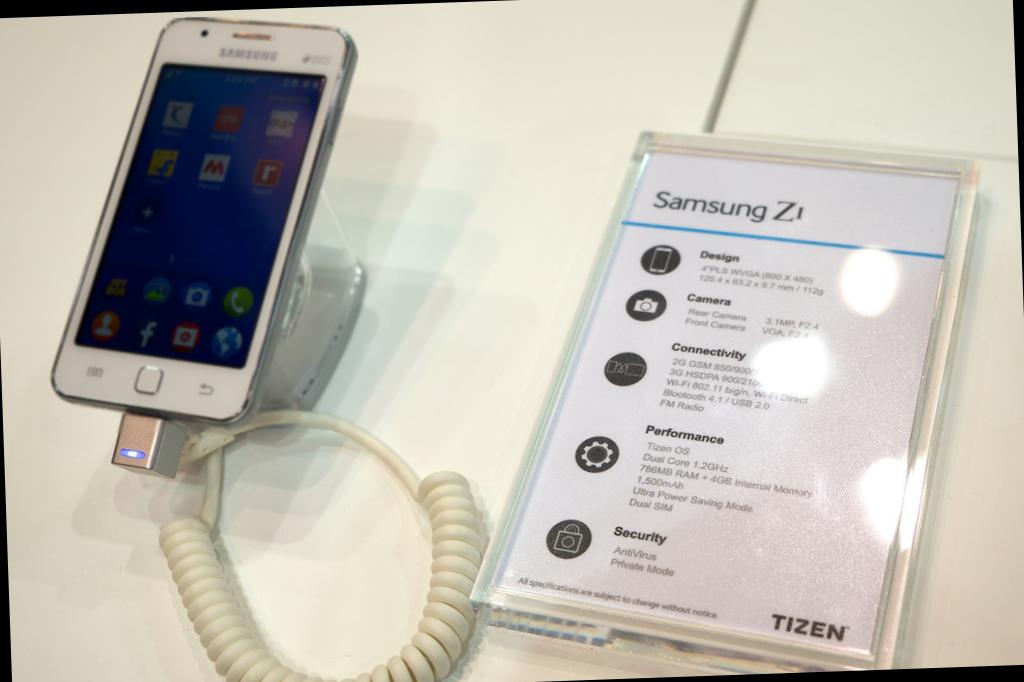 SAMSUNG
Samsung Z1
Design
4"PLS WVGA (800 X 480)
120.4 x 63.2 x 9.7 mm / 112g
Camera
Rear Camera 3.1MP, F2.4
Front Camera VGA, F2.4
Connectivity
2G GSM 850/900/
3G HSDPA 900/2100
Wi-Fi 802.11 b/g/n, Wi-Fi Direct
Blootooth 4.1 / USB 2.0
FM Radio
Performance
Tizen OS
Dual Core 1.2GHz
786MB RAM + 4GB Internal Memory
1,500mAh
Ultra Power Saving Mode
Dual SIM
Security
AntiVirus
Private Mode
All specifications are subject to change without notice.
TIZEN